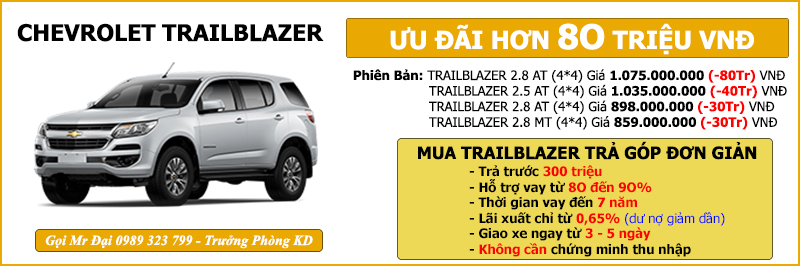 CHEVROLET TRAILBLAZER
Gọi Mr Đại 0989 323 799 - Trưởng Phòng KD
ƯU ĐÃI HƠN 80 TRIỆU VNĐ
Phiên Bản: TRAILBLAZER 2.8 AT (4*4) Giá 1.075.000.000 (-80Tr) VNĐ
TRAILBLAZER 2.5 AT (4*4) Giá 1.035.000.000 (-40Tr) VNĐ
TRAILBLAZER 2.8 AT (4*4) Giá 898.000.000 (-30Tr) VNĐ
TRAILBLAZER 2.8 MT (4*4) Giá 859.000.000 (-30Tr) VNĐ
MUA TRAILBLAZER TRẢ GÓP ĐƠN GIẢN
- Trả trước 300 triệu
- Hỗ trợ vay từ 80 đến 90%
- Thời gian vay đến 7 năm
- Lãi xuất chỉ từ 0,65% (dư nợ giảm dần)
- Giao xe ngay từ 3 - 5 ngày
- Không cần chứng minh thu nhập